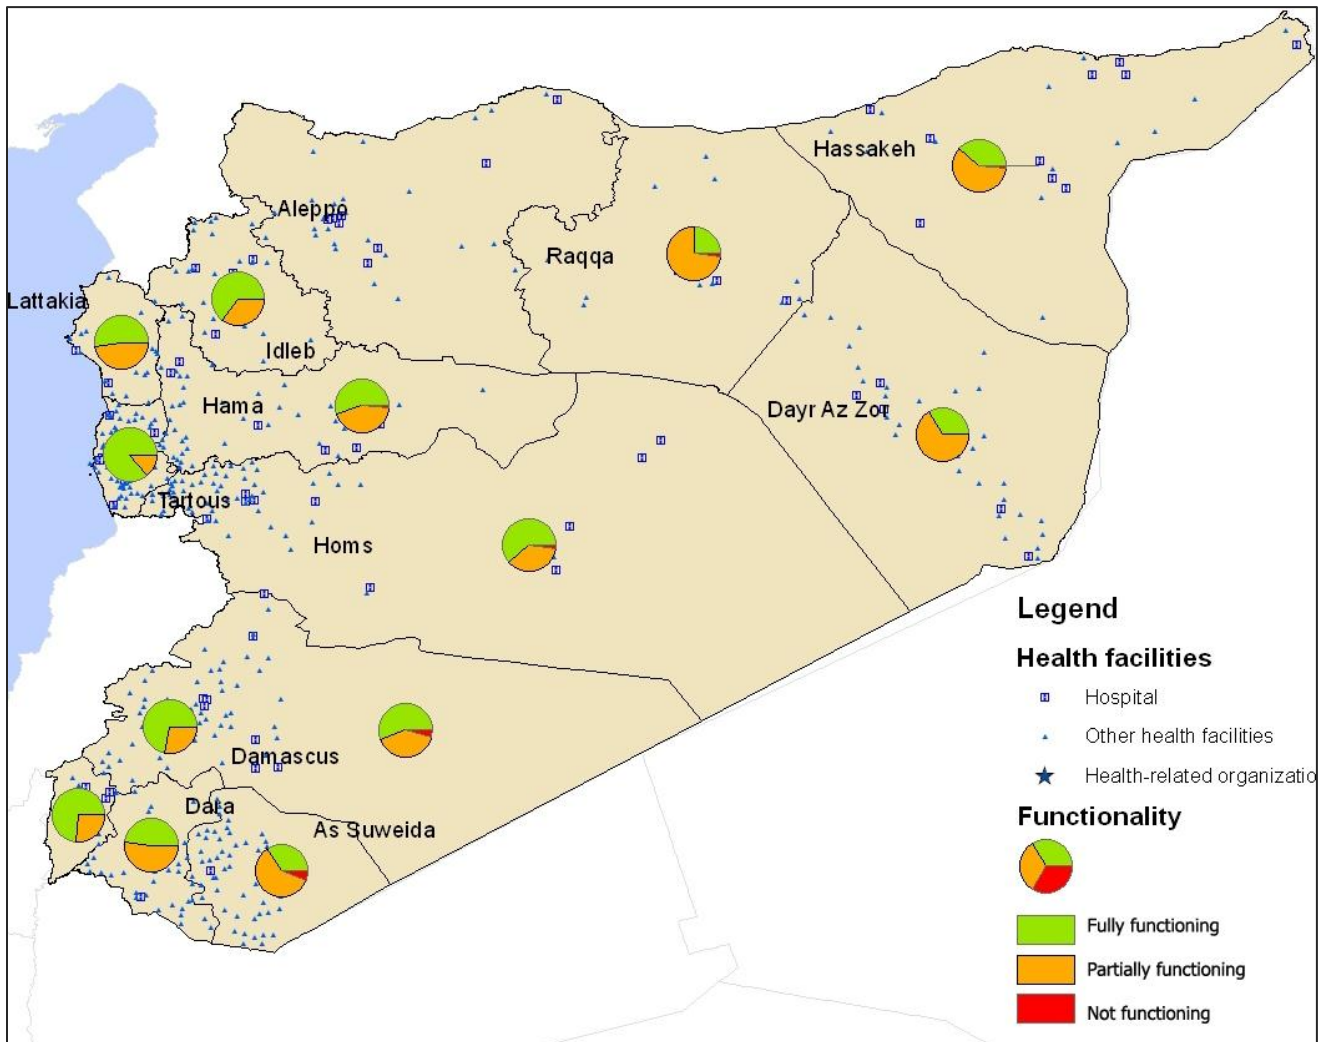 Hassakeh
Aleppo
Raqqa
Lattakia
Idleb
Hama
Dayr Az Zor
Tartous
Homs
Damascus
Dara
As Suweida
Legend
Health facilities
Hospital
Other health facilities
Health-related organizatio
Functionality
Fully functioning
Partially functioning
Not functioning